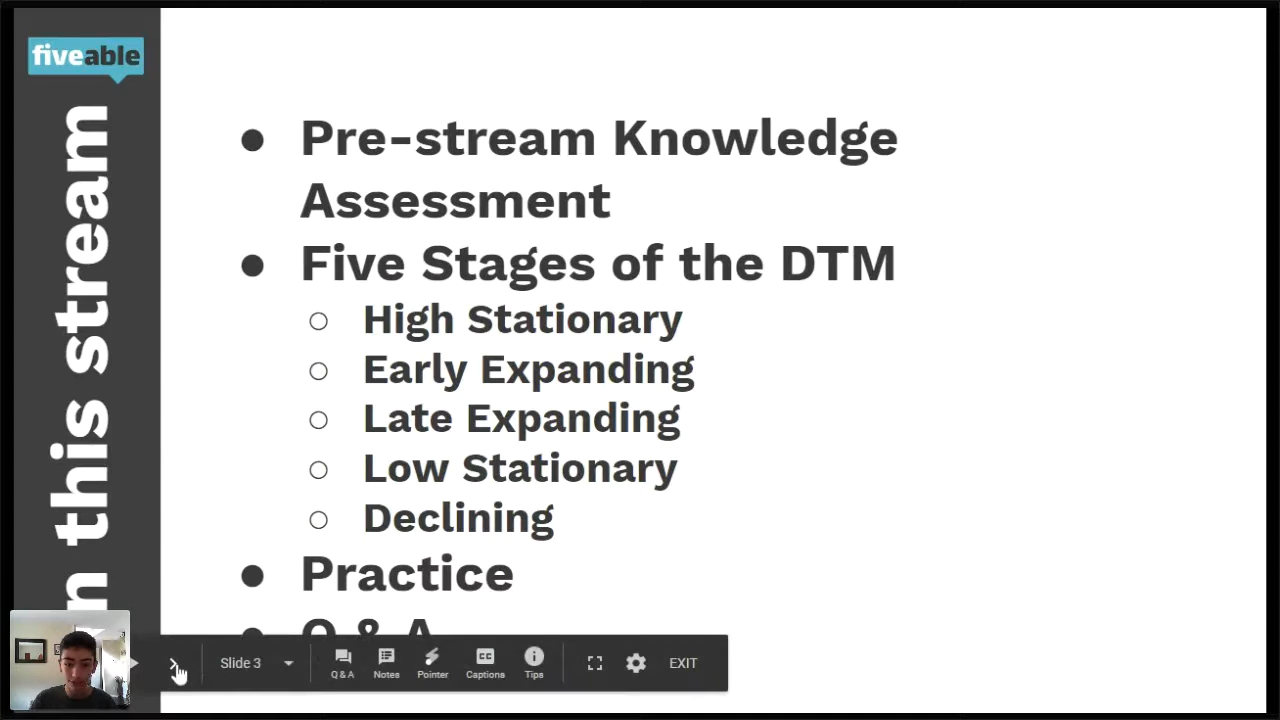 fiveable
n this stream
● Pre-stream Knowledge
Assessment
● Five Stages of the DTM
○ High Stationary
○ Early Expanding
○ Late Expanding
○ Low Stationary
○ Declining
● Practice
● Q & A
Slide 3
Q & A
Notes
Pointer
Captions
Tips
EXIT